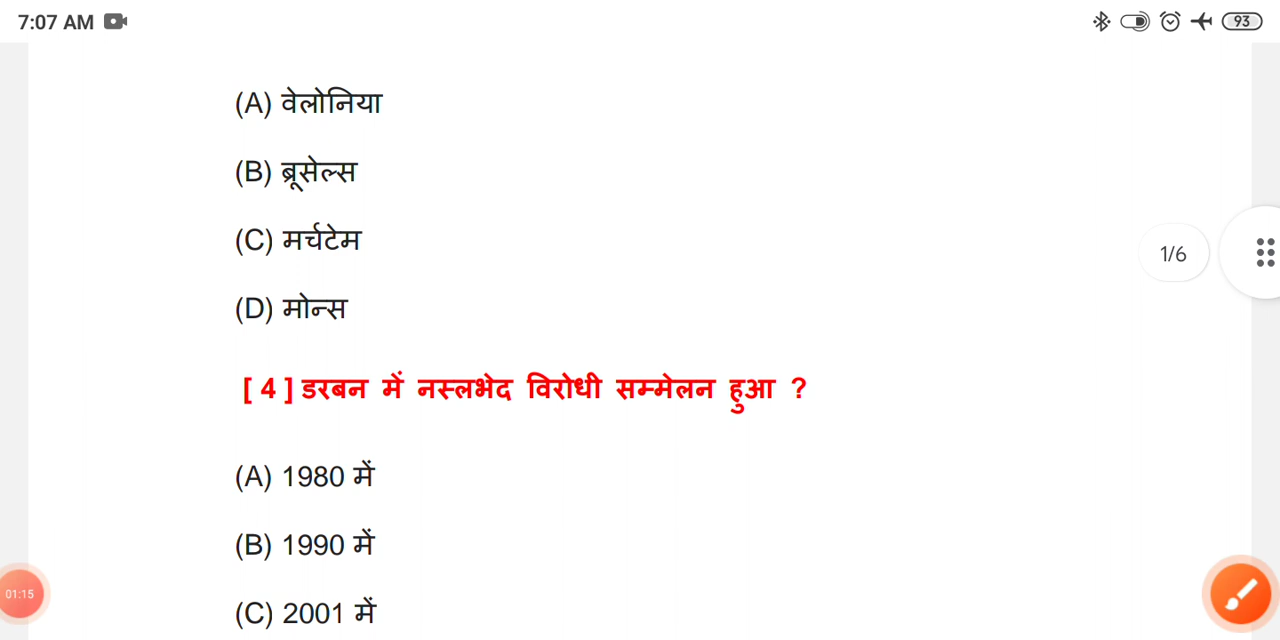 7:07 AM
93
(A) वेलोनिया
(B) ब्रूसेल्स
(C) मर्चटेम
1/6
(D) मोन्स
[ 4 ] डरबन में नस्लभेद विरोधी सम्मेलन हुआ ?
(A) 1980 में
(B) 1990 में
01:15
(C) 2001 में